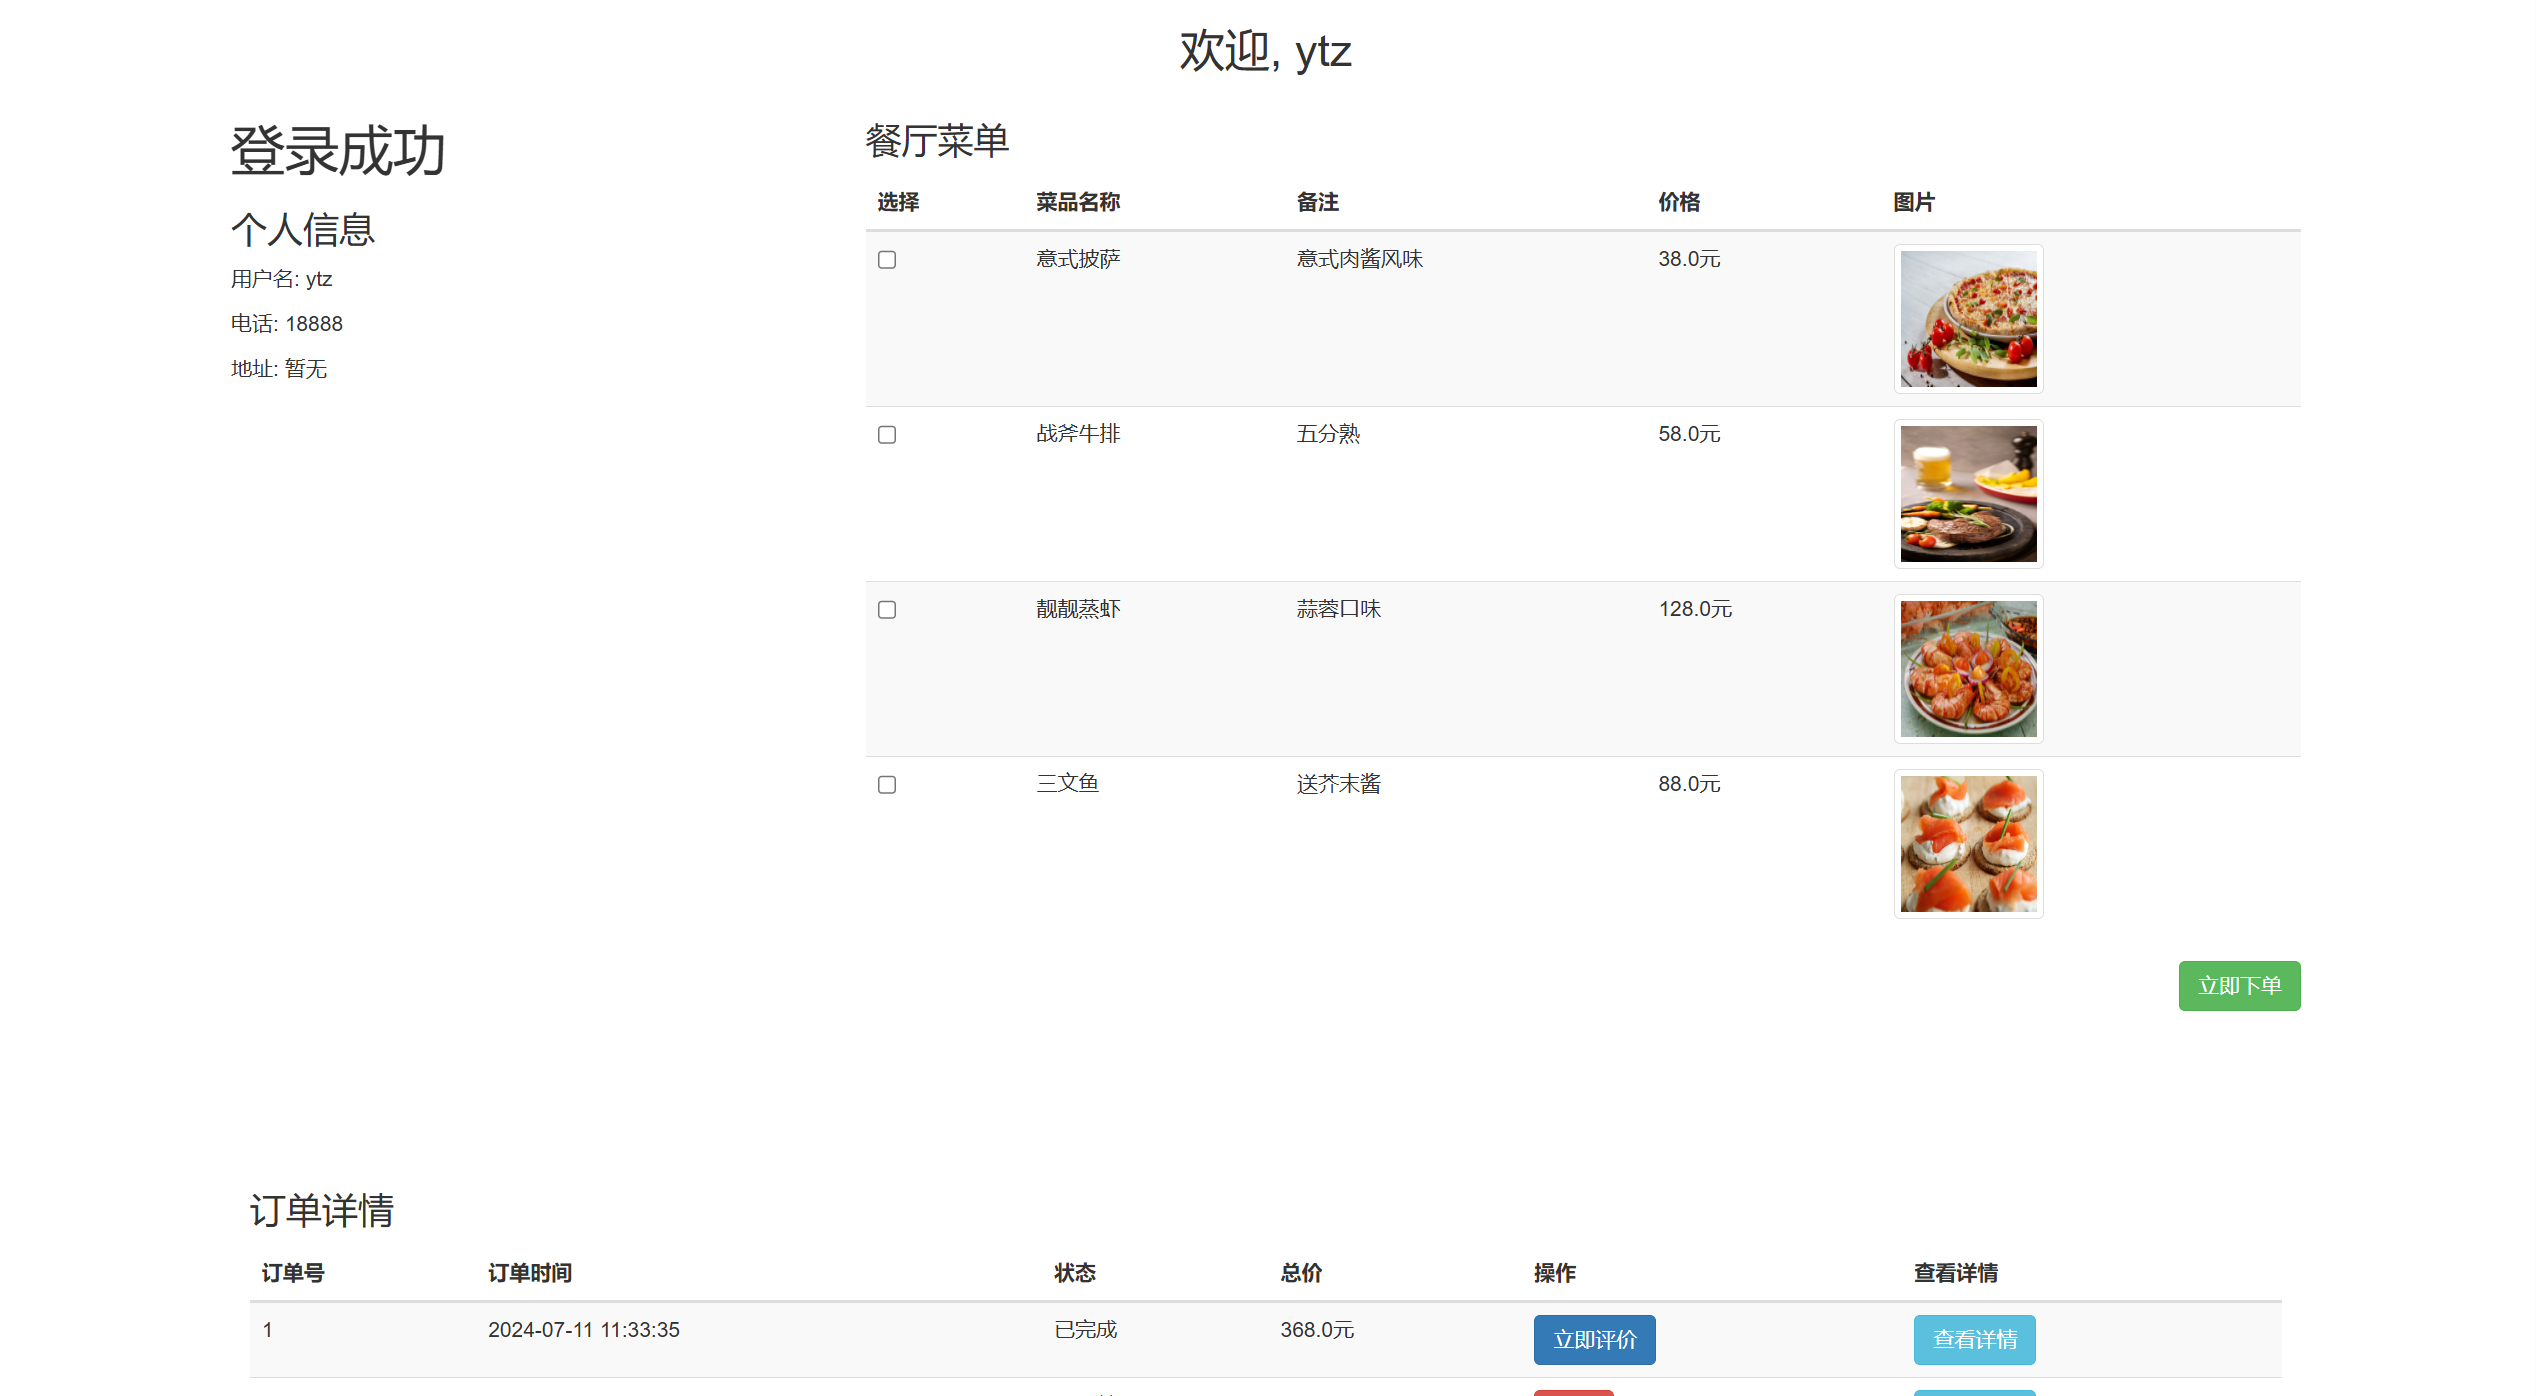 欢迎, ytz
登录成功
个人信息
用户名: ytz
电话: 18888
地址: 暂无
餐厅菜单
选择 菜品名称 备注 价格 图片
意式披萨 意式肉酱风味 38.0元
战斧牛排 五分熟 58.0元
靓靓蒸虾 蒜蓉口味 128.0元
三文鱼 送芥末酱 88.0元
立即下单
订单详情
订单号 订单时间 状态 总价 操作 查看详情
1 2024-07-11 11:33:35 已完成 368.0元 立即评价 查看详情